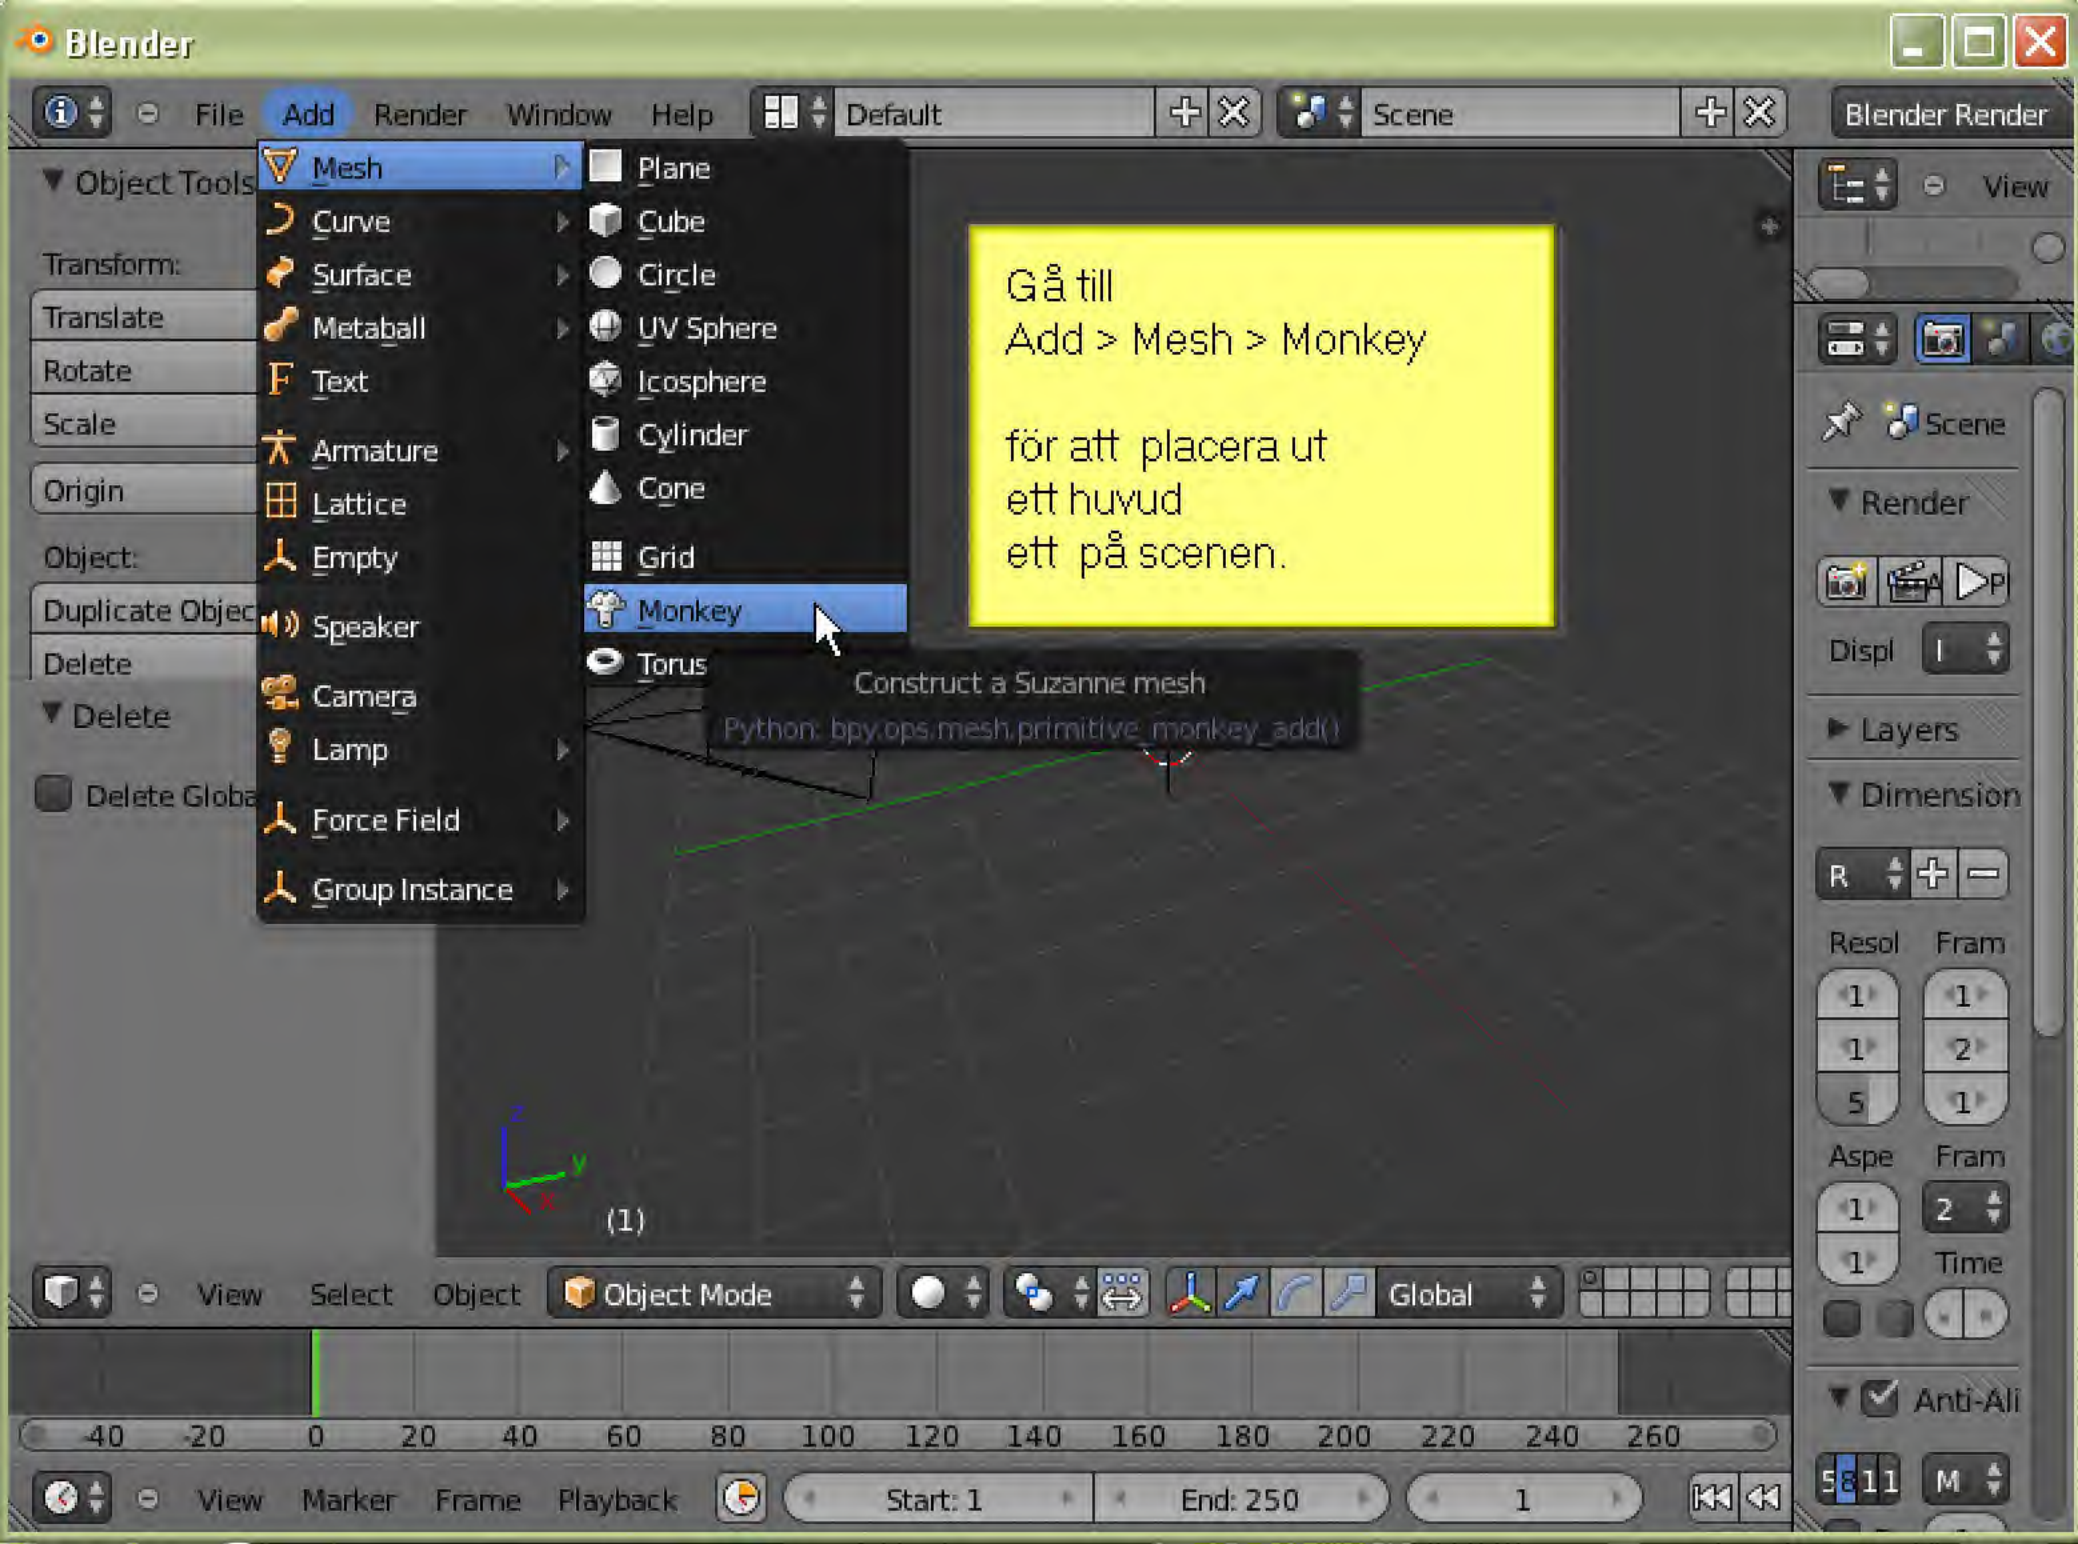 Blender
File Add Render Window Help Default Scene Blender Render
Object Tools
Transform:
Translate
Rotate
Scale
Origin
Object:
Duplicate Objec
Delete
Delete
Delete Globa
Mesh
Curve
Surface
Metaball
Text
Armature
Lattice
Empty
Speaker
Camera
Lamp
Force Field
Group Instance
Plane
Cube
Circle
UV Sphere
Icosphere
Cylinder
Cone
Grid
Monkey
Torus
Construct a Suzanne mesh
Python: bpy.ops.mesh.primitive_monkey_add()
Gå till
Add > Mesh > Monkey
för att placera ut
ett huvud
ett på scenen.
z
y
x
(1)
View
Scene
Render
P
Displ I
Layers
Dimension
R
Resol Fram
1 1
1 2
5 1
Aspe Fram
1 2
1 Time
Anti-Ali
5 8 11 M
View Select Object Object Mode Global
-40 -20 0 20 40 60 80 100 120 140 160 180 200 220 240 260
View Marker Frame Playback Start: 1 End: 250 1